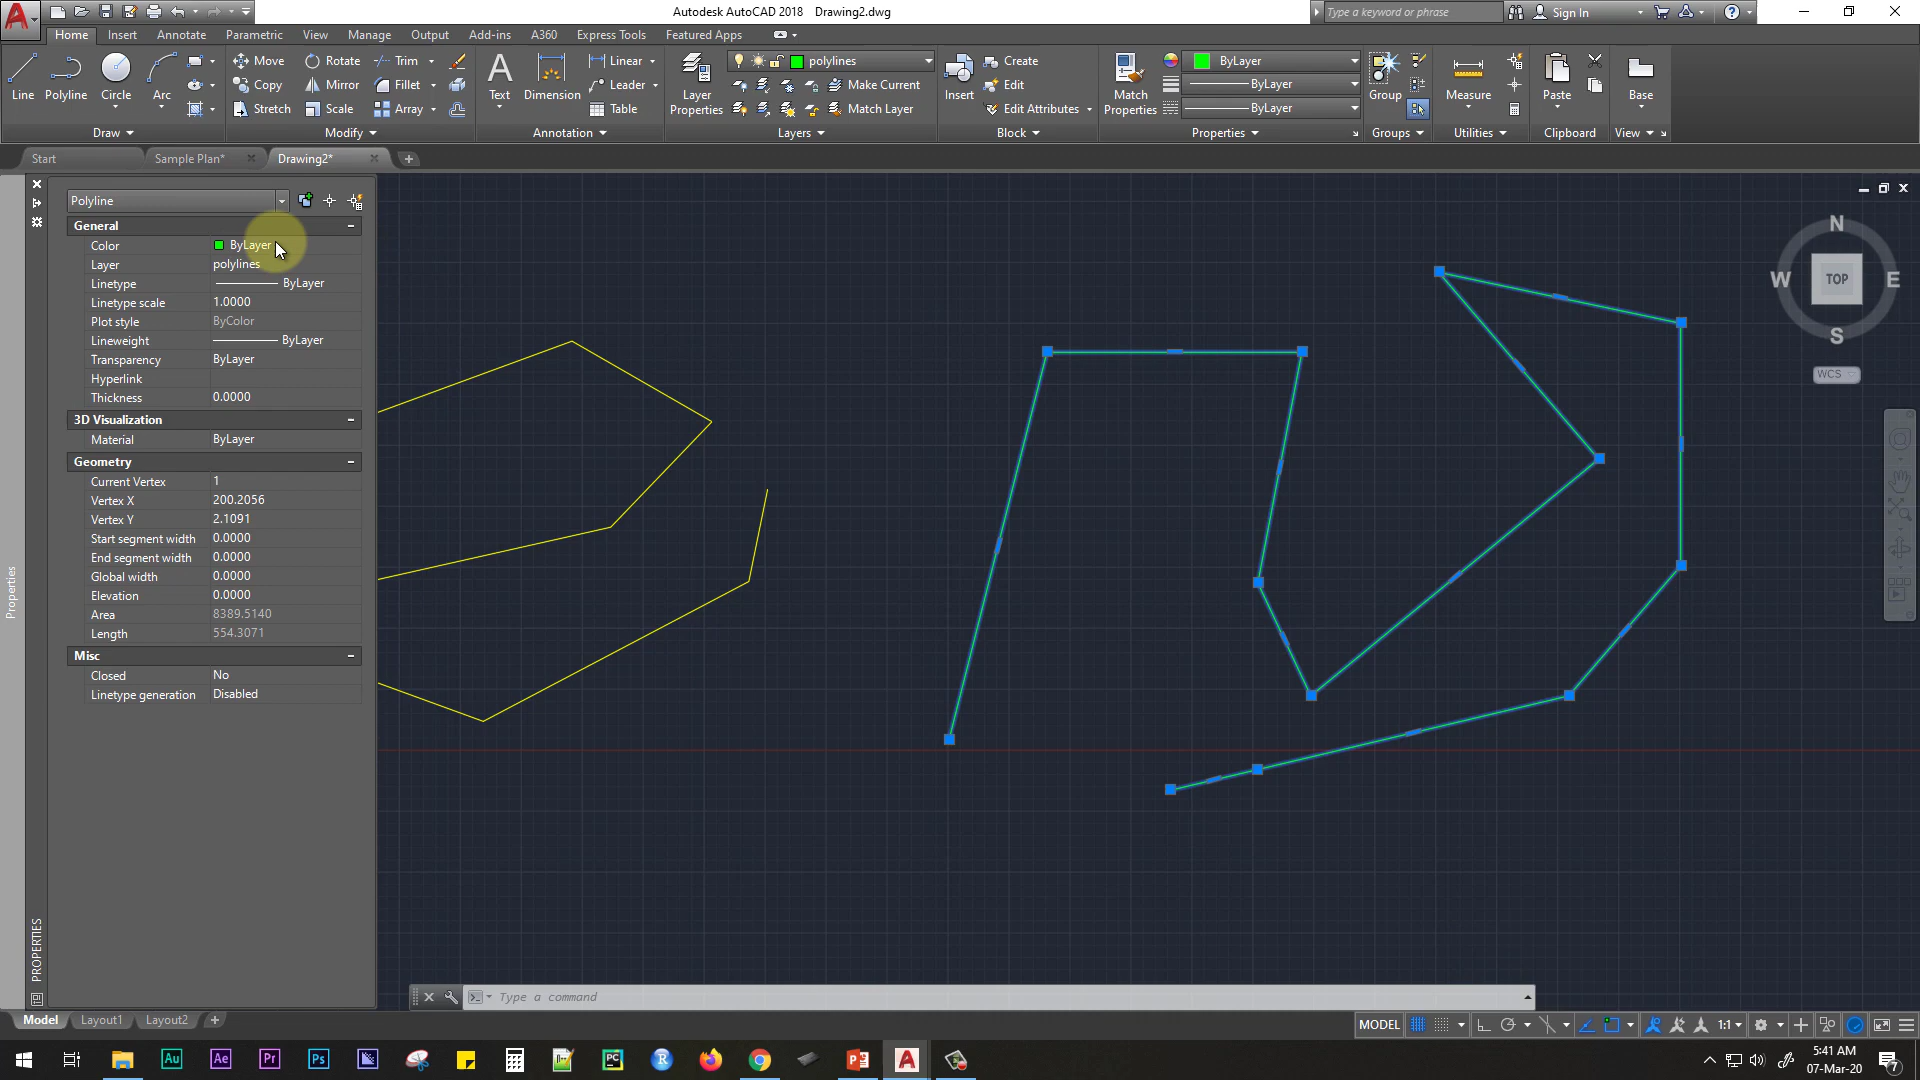 Autodesk AutoCAD 2018 Drawing2.dwg
Type a keyword or phrase
Sign In
Home Insert Annotate Parametric View Manage Output Add-ins A360 Express Tools Featured Apps
Line Polyline Circle Arc
Draw
Move Rotate Trim
Copy Mirror Fillet
Stretch Scale Array
Modify
Text Dimension
Linear
Leader
Table
Annotation
Layer Properties
polylines
Make Current
Match Layer
Layers
Insert
Create
Edit
Edit Attributes
Block
Match Properties
ByLayer
ByLayer
ByLayer
Properties
Group
Groups
Measure
Utilities
Paste
Clipboard
Base
View
Start Sample Plan* Drawing2*
Polyline
General
Color ByLayer
Layer polylines
Linetype ByLayer
Linetype scale 1.0000
Plot style ByColor
Lineweight ByLayer
Transparency ByLayer
Hyperlink
Thickness 0.0000
3D Visualization
Material ByLayer
Geometry
Current Vertex 1
Vertex X 200.2056
Vertex Y 2.1091
Start segment width 0.0000
End segment width 0.0000
Global width 0.0000
Elevation 0.0000
Area 8389.5140
Length 554.3071
Misc
Closed No
Linetype generation Disabled
Properties
PROPERTIES
N
W TOP E
S
WCS
Type a command
Model Layout1 Layout2
MODEL 1:1
Au Ae Pr Ps PC R A
5:41 AM
07-Mar-20
7